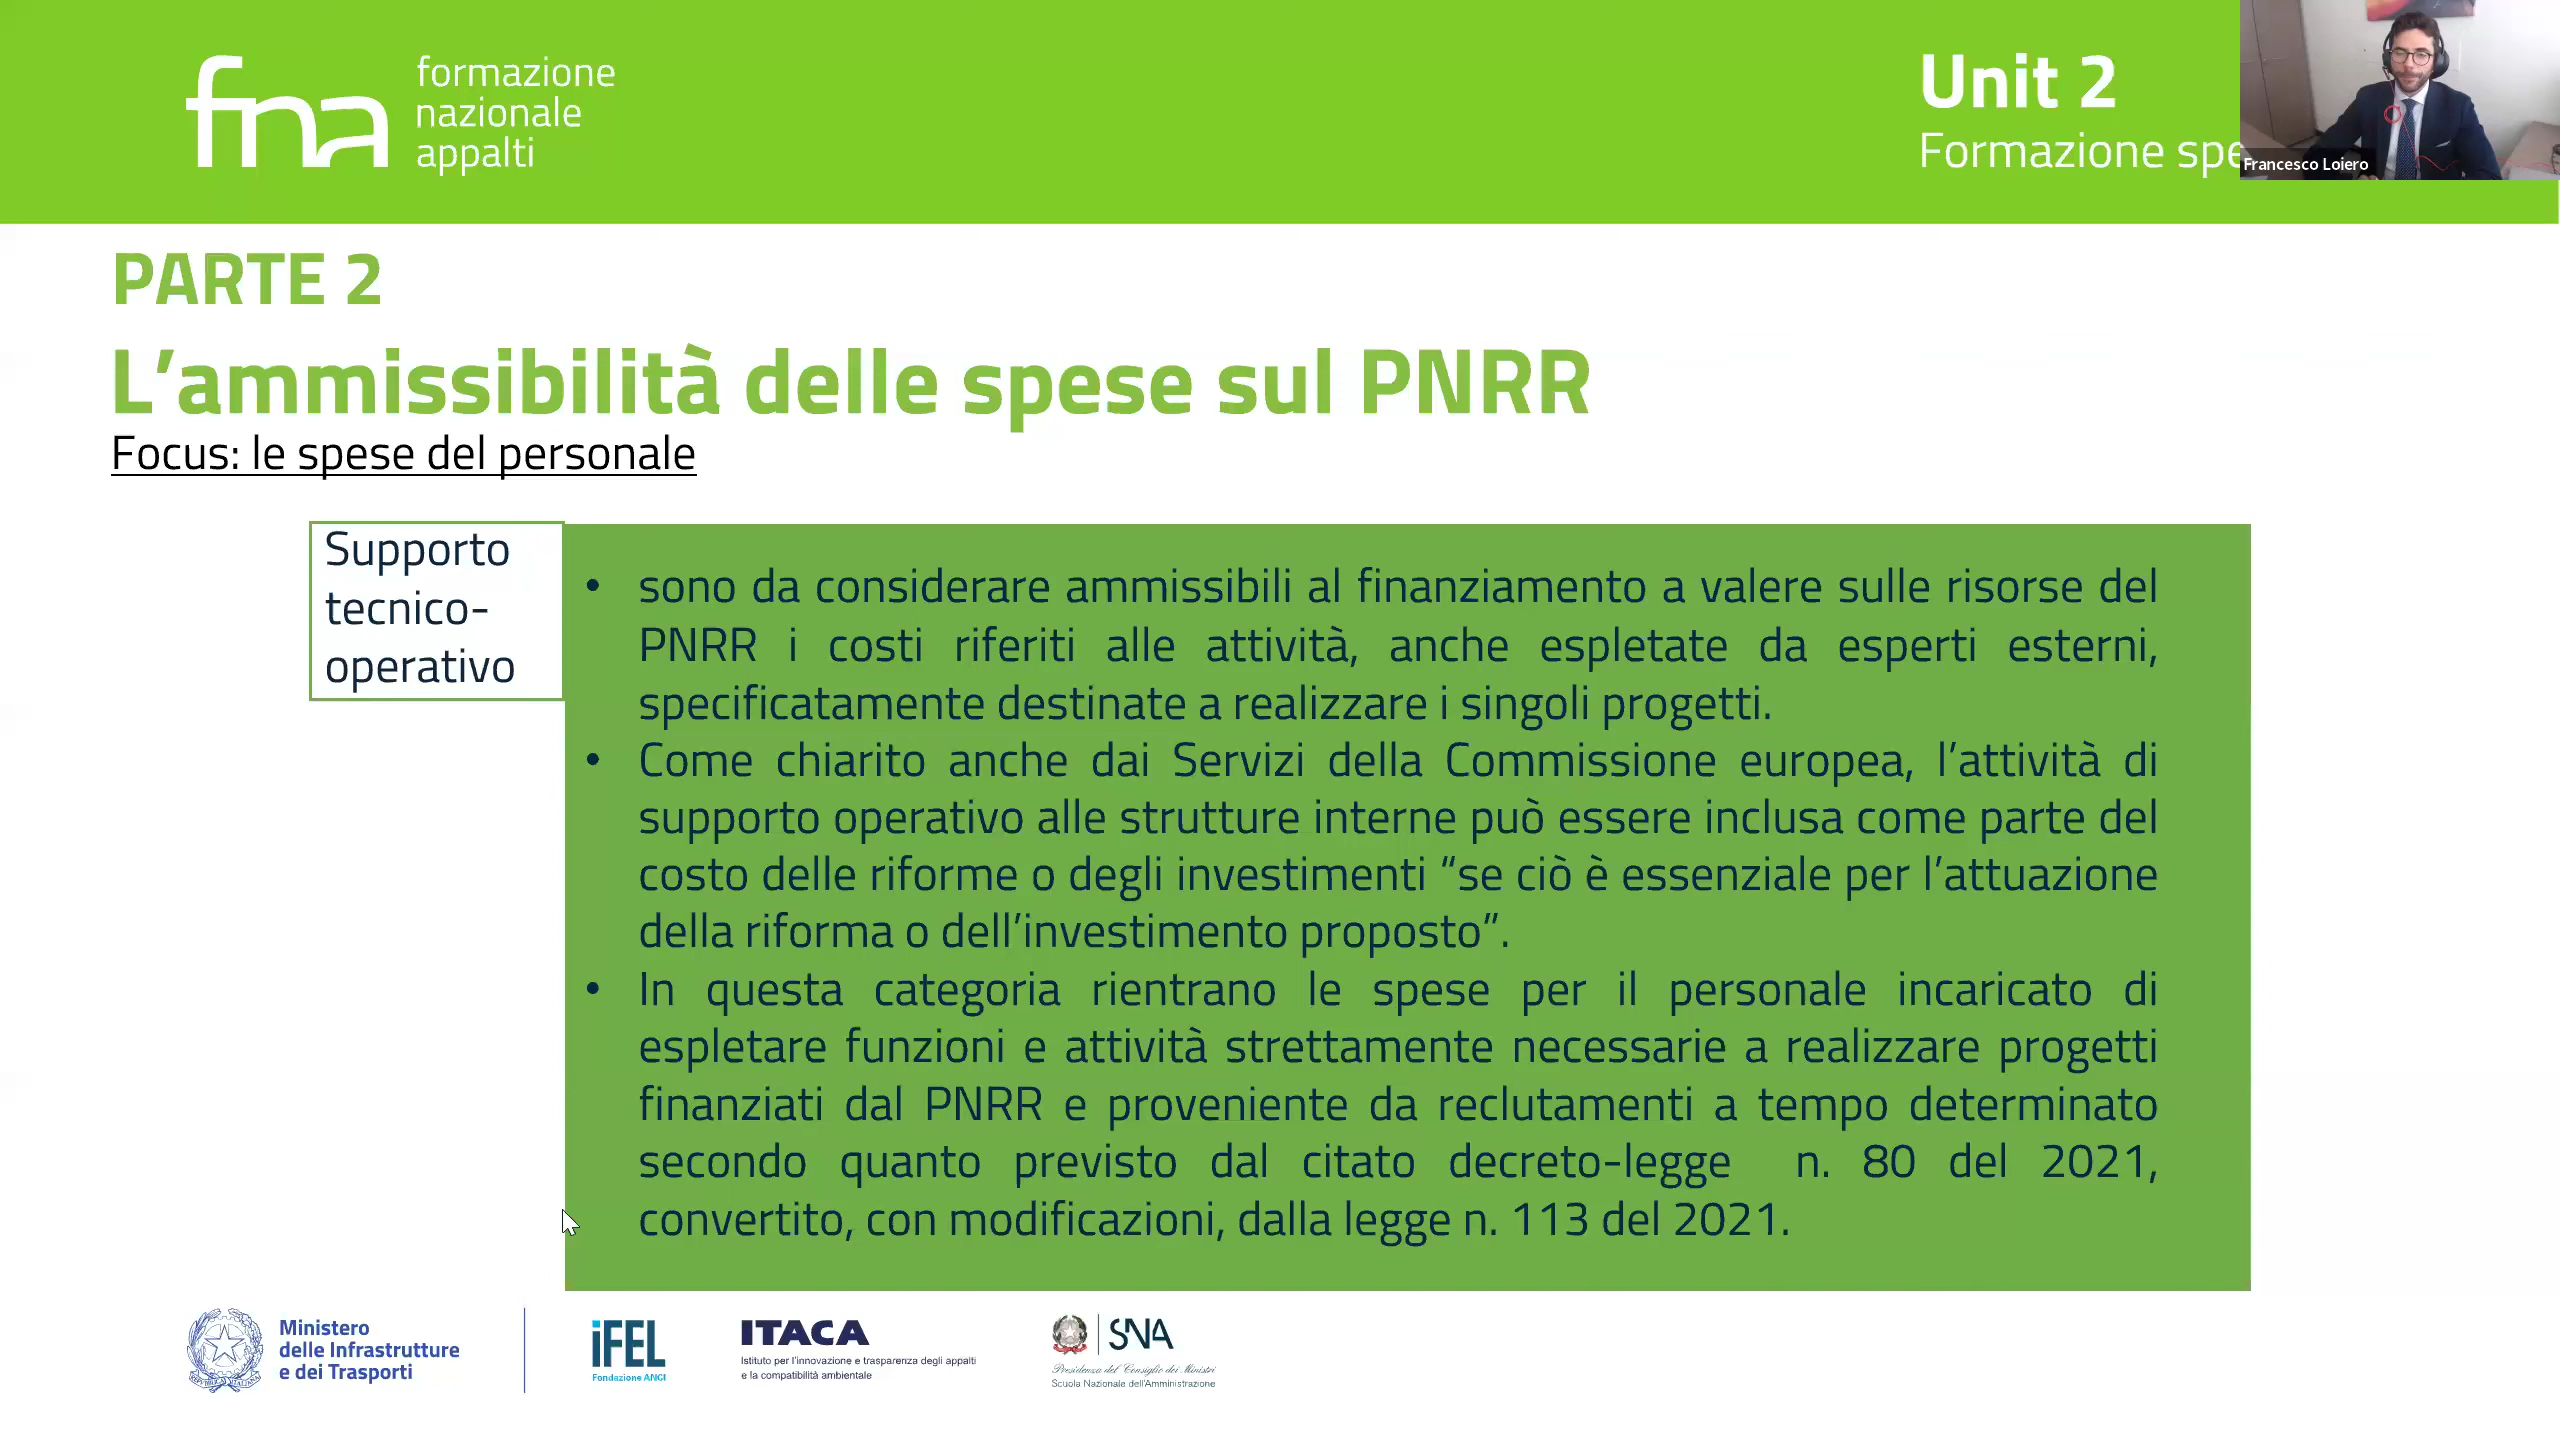 fna
formazione
nazionale
appalti
Unit 2
Formazione spe
Francesco Loiero
PARTE 2
L’ammissibilità delle spese sul PNRR
Focus: le spese del personale
Supporto
tecnico-
operativo
• sono da considerare ammissibili al finanziamento a valere sulle risorse del
PNRR i costi riferiti alle attività, anche espletate da esperti esterni,
specificatamente destinate a realizzare i singoli progetti.
• Come chiarito anche dai Servizi della Commissione europea, l’attività di
supporto operativo alle strutture interne può essere inclusa come parte del
costo delle riforme o degli investimenti “se ciò è essenziale per l’attuazione
della riforma o dell’investimento proposto”.
• In questa categoria rientrano le spese per il personale incaricato di
espletare funzioni e attività strettamente necessarie a realizzare progetti
finanziati dal PNRR e proveniente da reclutamenti a tempo determinato
secondo quanto previsto dal citato decreto-legge n. 80 del 2021,
convertito, con modificazioni, dalla legge n. 113 del 2021.
Ministero
delle Infrastrutture
e dei Trasporti
iFEL
Fondazione ANCI
ITACA
Istituto per l'innovazione e trasparenza degli appalti
e la compatibilità ambientale
SNA
Presidenza del Consiglio dei Ministri
Scuola Nazionale dell'Amministrazione